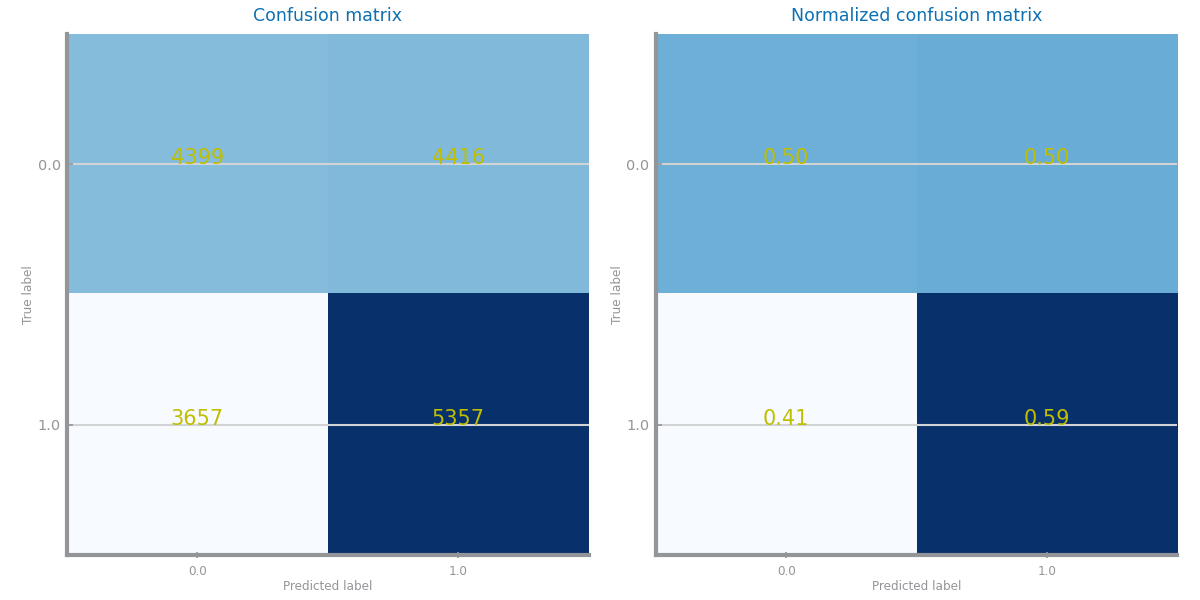 Confusion matrix
0.0
4399
4416
True label
1.0
3657
5357
0.0
1.0
Predicted label
Normalized confusion matrix
0.0
0.50
0.50
True label
1.0
0.41
0.59
0.0
1.0
Predicted label